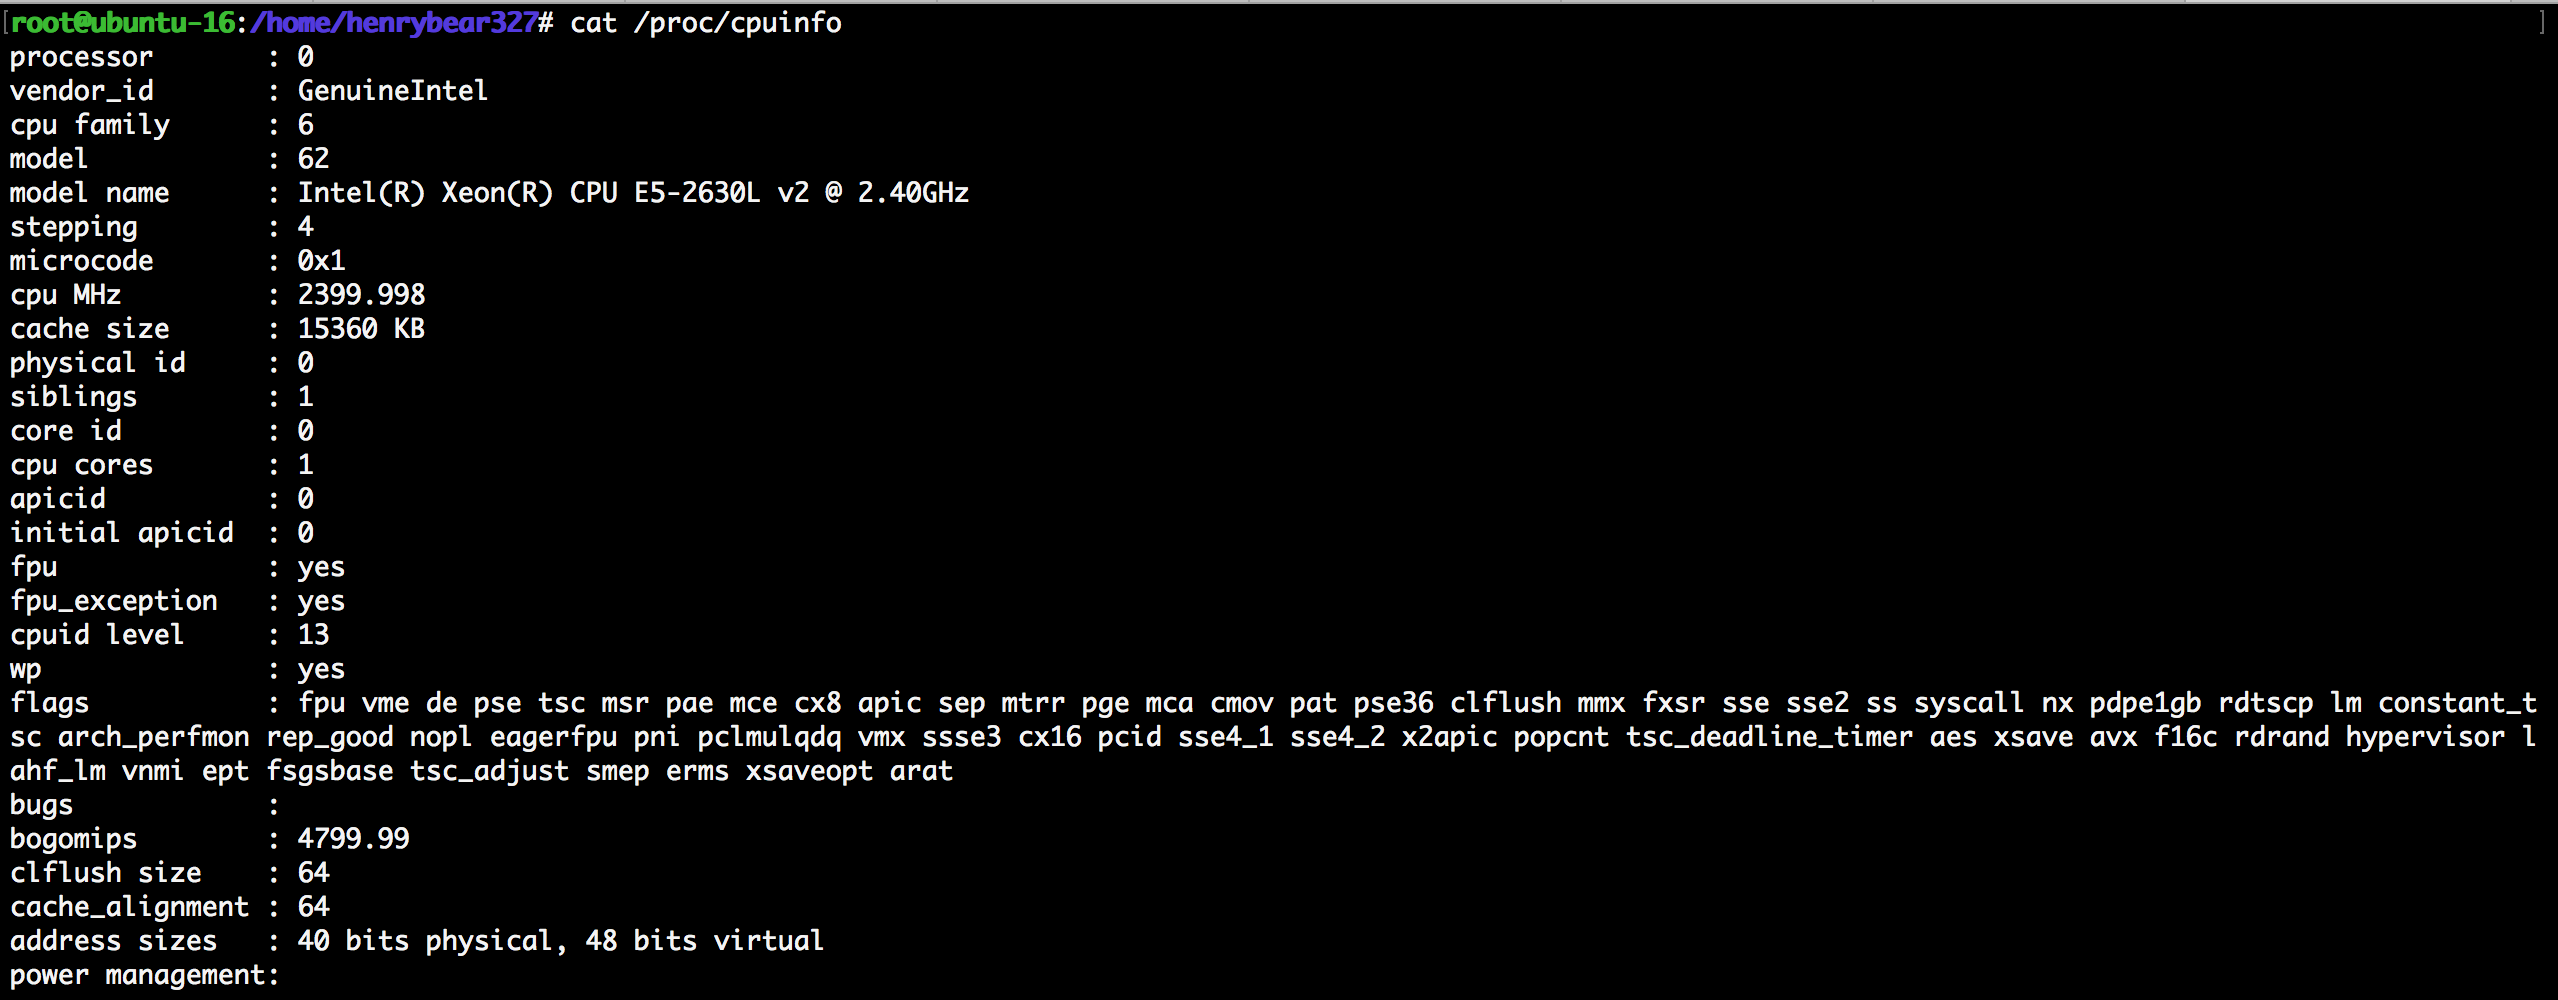 [root@ubuntu-16:/home/henrybear327# cat /proc/cpuinfo ]
processor : 0
vendor_id : GenuineIntel
cpu family : 6
model : 62
model name : Intel(R) Xeon(R) CPU E5-2630L v2 @ 2.40GHz
stepping : 4
microcode : 0x1
cpu MHz : 2399.998
cache size : 15360 KB
physical id : 0
siblings : 1
core id : 0
cpu cores : 1
apicid : 0
initial apicid : 0
fpu : yes
fpu_exception : yes
cpuid level : 13
wp : yes
flags : fpu vme de pse tsc msr pae mce cx8 apic sep mtrr pge mca cmov pat pse36 clflush mmx fxsr sse sse2 ss syscall nx pdpe1gb rdtscp lm constant_t
sc arch_perfmon rep_good nopl eagerfpu pni pclmulqdq vmx ssse3 cx16 pcid sse4_1 sse4_2 x2apic popcnt tsc_deadline_timer aes xsave avx f16c rdrand hypervisor l
ahf_lm vnmi ept fsgsbase tsc_adjust smep erms xsaveopt arat
bugs :
bogomips : 4799.99
clflush size : 64
cache_alignment : 64
address sizes : 40 bits physical, 48 bits virtual
power management: